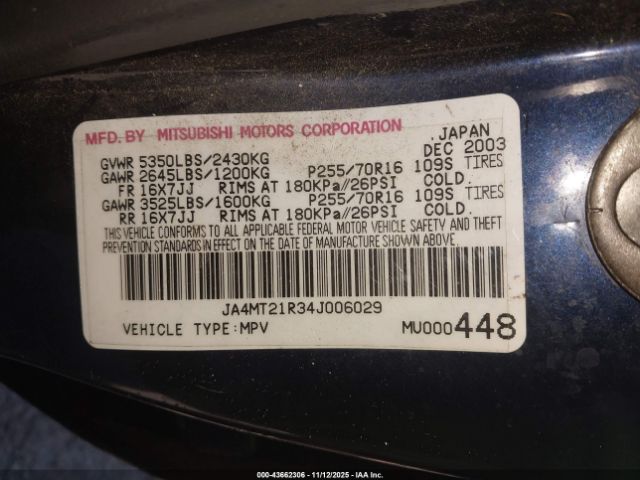 MFD. BY MITSUBISHI MOTORS CORPORATION JAPAN
GVWR 5350LBS/2430KG DEC 2003
GAWR 2645LBS/1200KG P255/70R16 109S TIRES
FR 16X7JJ RIMS AT 180KPa//26PSI COLD.
GAWR 3525LBS/1600KG P255/70R16 109S TIRES
RR 16X7JJ RIMS AT 180KPa//26PSI COLD.
THIS VEHICLE CONFORMS TO ALL APPLICABLE FEDERAL MOTOR VEHICLE SAFETY AND THEFT
PREVENTION STANDARDS IN EFFECT ON THE DATE OF MANUFACTURE SHOWN ABOVE.
JA4MT21R34J006029
VEHICLE TYPE:MPV MU000448
000-43662306 - 11/12/2025 - IAA Inc.